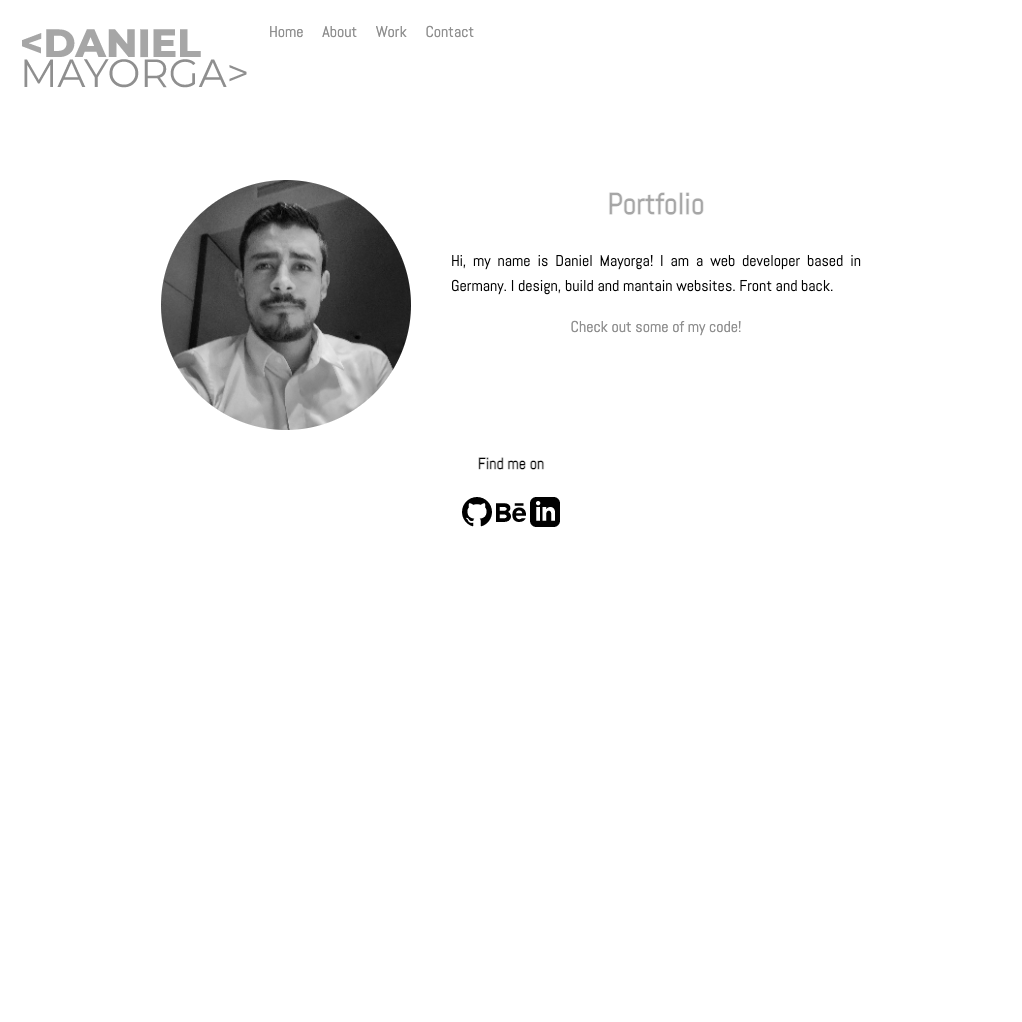 <DANIEL
MAYORGA>
Home About Work Contact
Portfolio
Hi, my name is Daniel Mayorga! I am a web developer based in
Germany. I design, build and mantain websites. Front and back.
Check out some of my code!
Find me on
Bē in